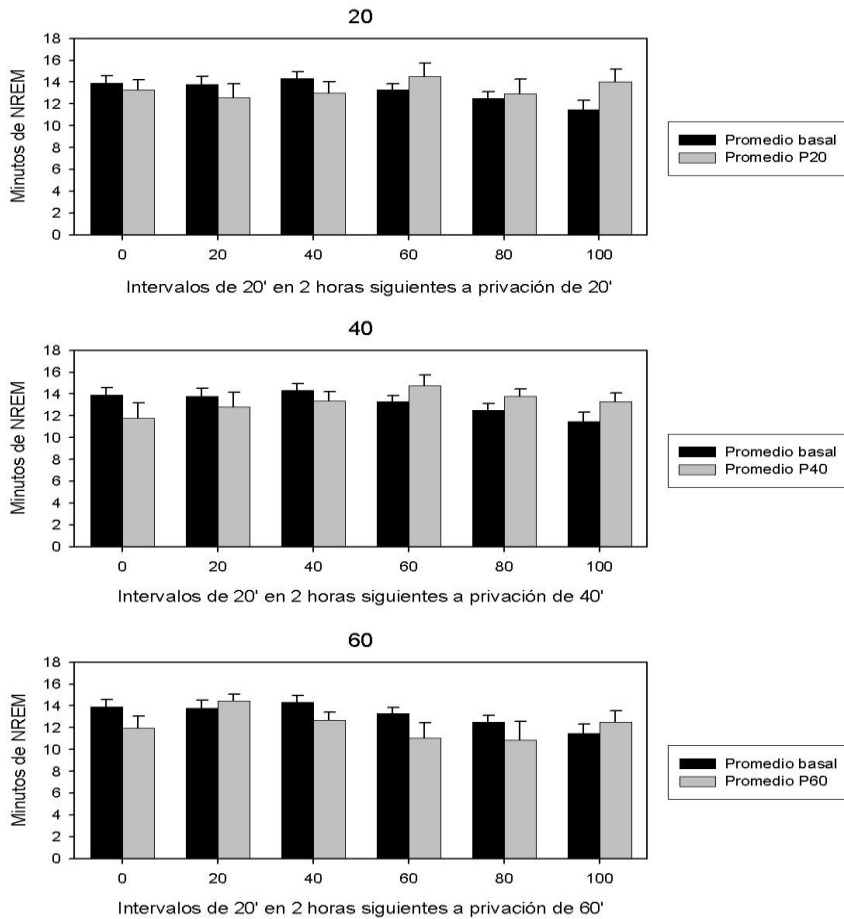 20
Minutos de NREM
18
16
14
12
10
8
6
4
2
0
0 20 40 60 80 100
Intervalos de 20' en 2 horas siguientes a privación de 20'
Promedio basal
Promedio P20
40
Minutos de NREM
18
16
14
12
10
8
6
4
2
0
0 20 40 60 80 100
Intervalos de 20' en 2 horas siguientes a privación de 40'
Promedio basal
Promedio P40
60
Minutos de NREM
18
16
14
12
10
8
6
4
2
0
0 20 40 60 80 100
Intervalos de 20' en 2 horas siguientes a privación de 60'
Promedio basal
Promedio P60